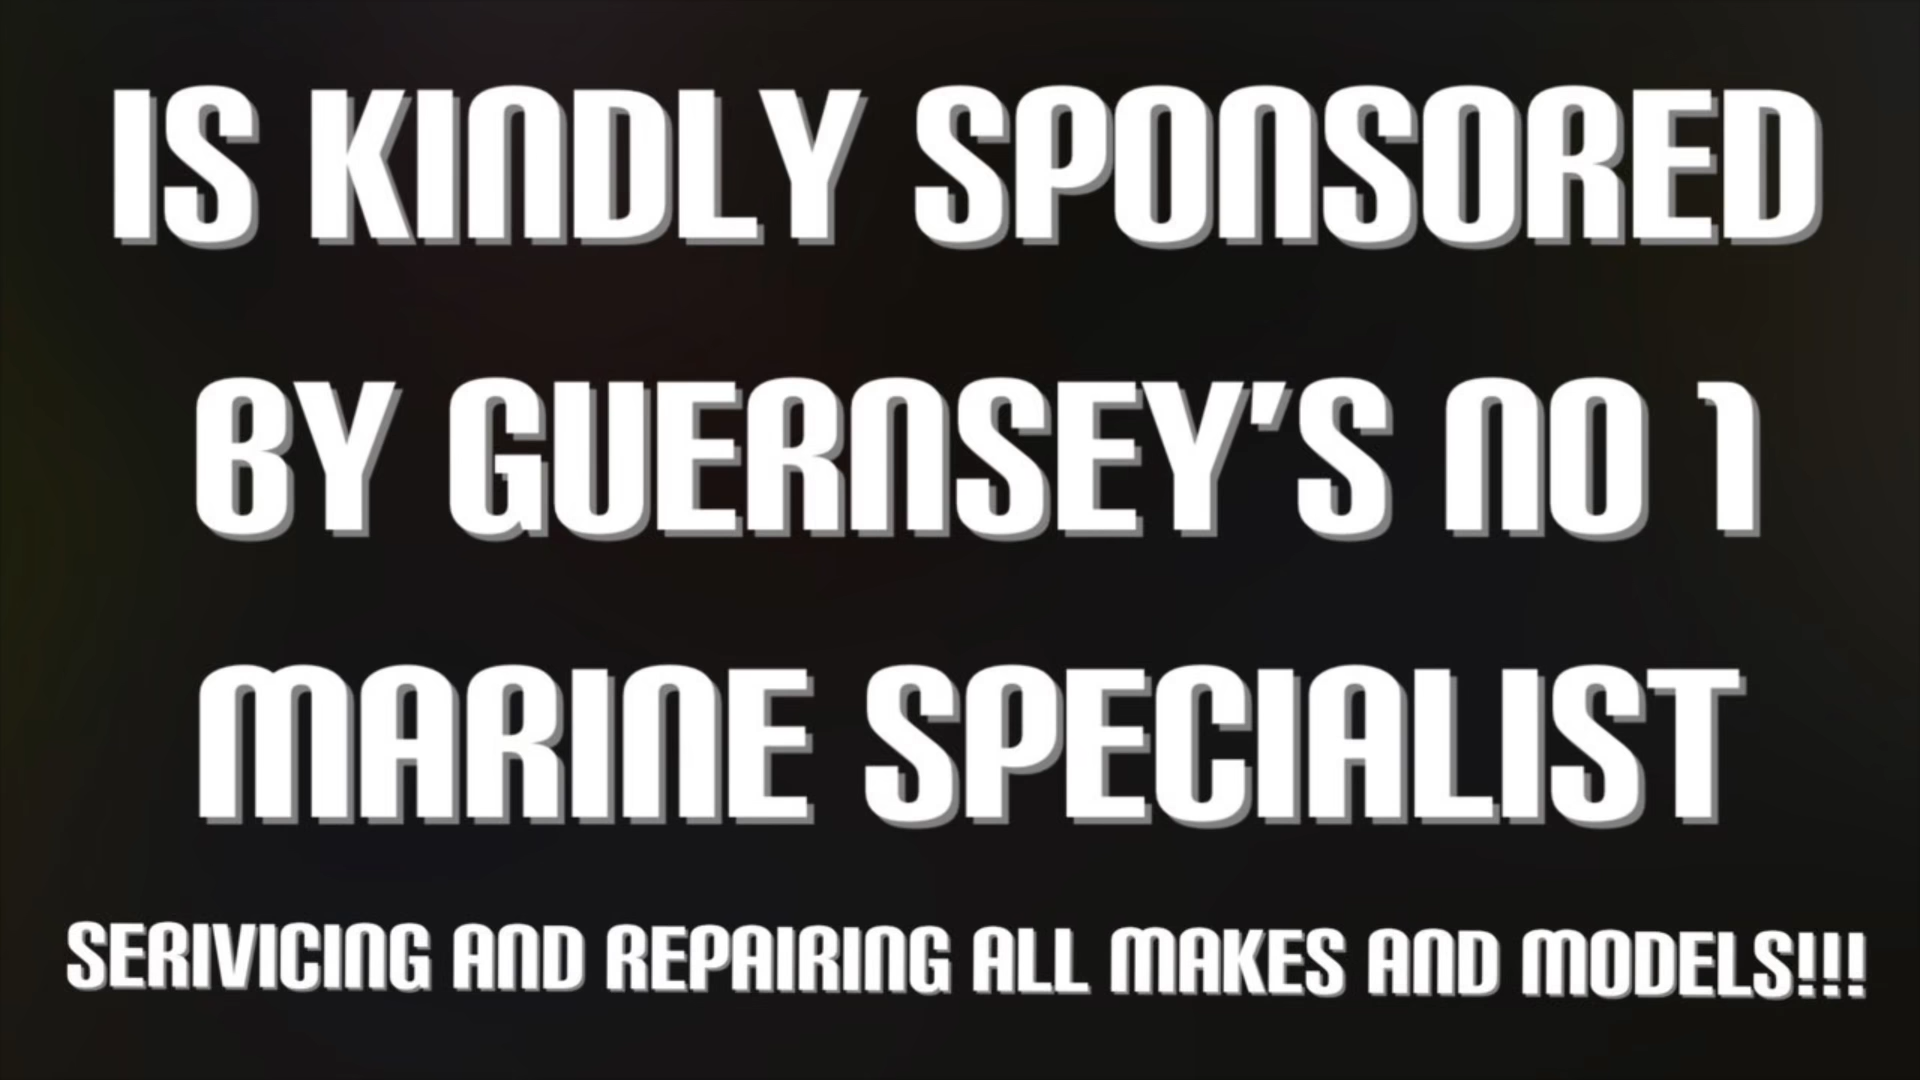 IS KINDLY SPONSORED
BY GUERNSEY'S NO 1
MARINE SPECIALIST
SERIVICING AND REPAIRING ALL MAKES AND MODELS!!!